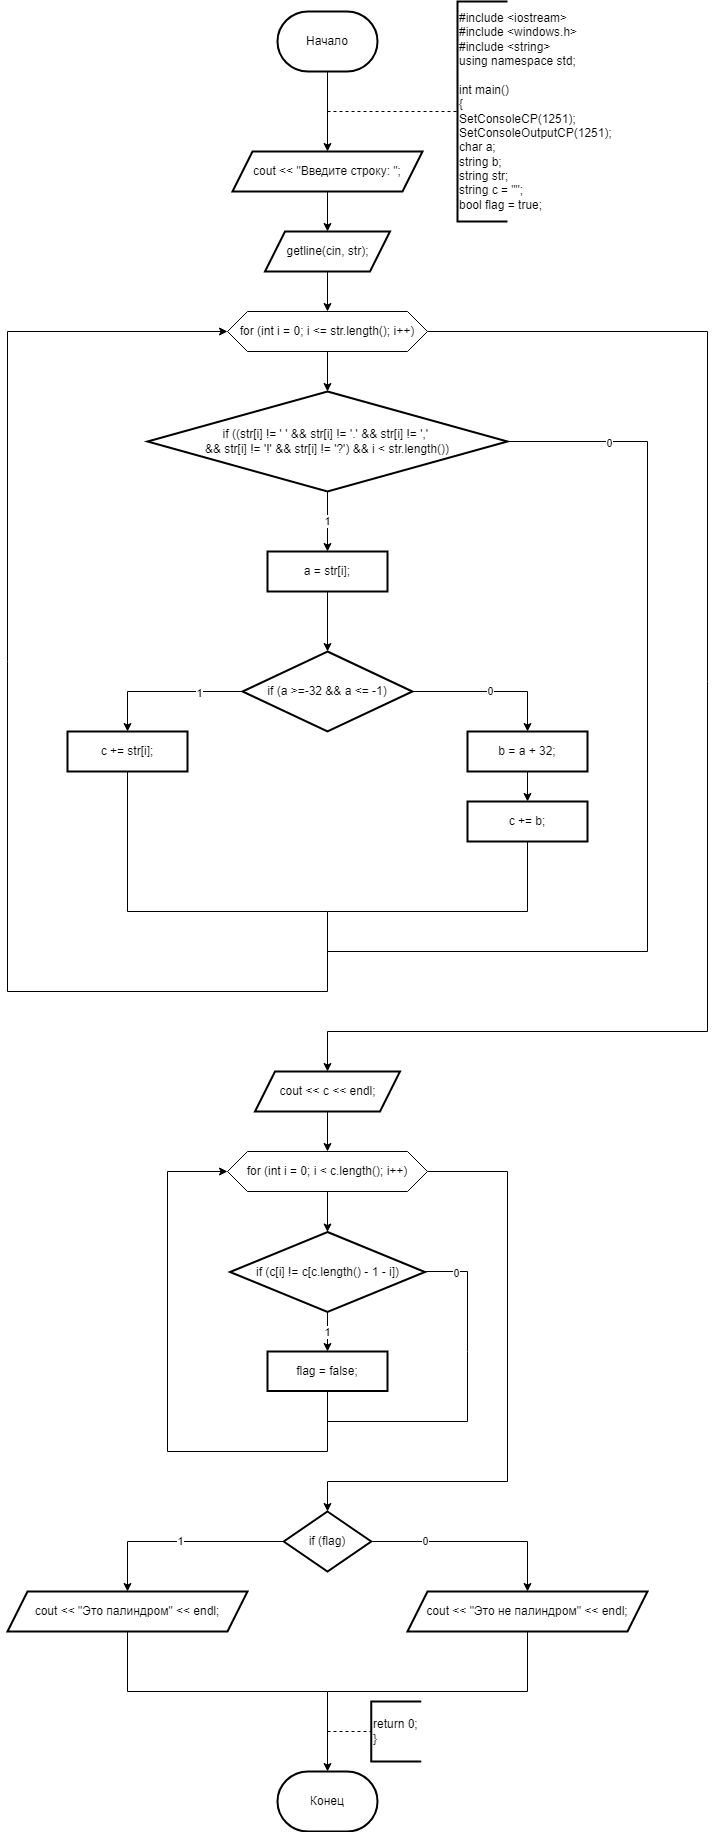 Начало
#include <iostream>
#include <windows.h>
#include <string>
using namespace std;
int main()
{
SetConsoleCP(1251);
SetConsoleOutputCP(1251);
char a;
string b;
string str;
string c = "";
bool flag = true;
cout << "Введите строку: ";
getline(cin, str);
for (int i = 0; i <= str.length(); i++)
if ((str[i] != ' ' && str[i] != '.' && str[i] != ','
&& str[i] != '!' && str[i] != '?') && i < str.length())
0
1
a = str[i];
if (a >=-32 && a <= -1)
1
0
c += str[i];
b = a + 32;
c += b;
cout << c << endl;
for (int i = 0; i < c.length(); i++)
if (c[i] != c[c.length() - 1 - i])
0
1
flag = false;
if (flag)
1
0
cout << "Это палиндром" << endl;
cout << "Это не палиндром" << endl;
return 0;
}
Конец